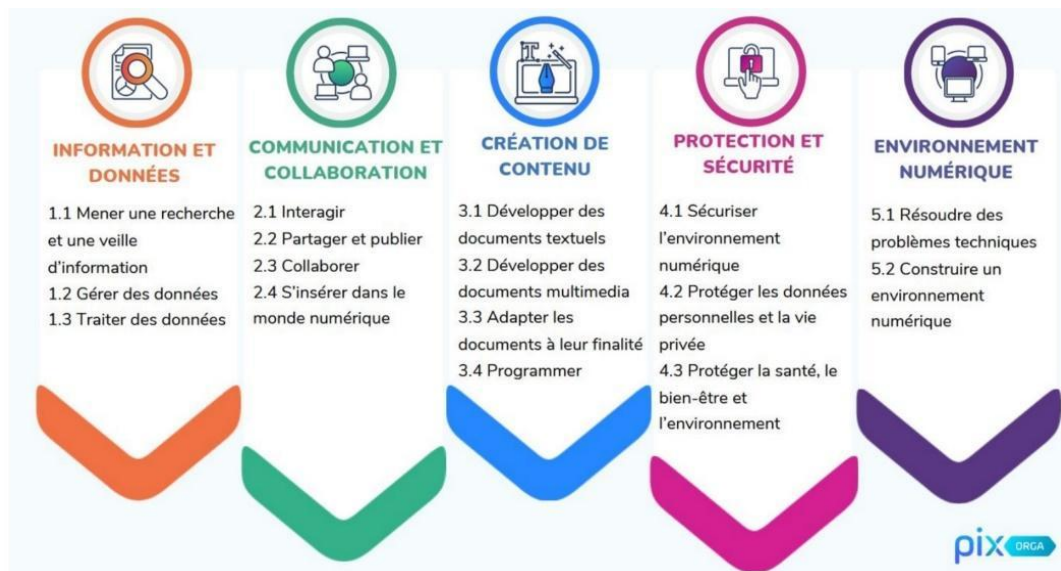 INFORMATION ET
DONNÉES
1.1 Mener une recherche
et une veille
d'information
1.2 Gérer des données
1.3 Traiter des données
COMMUNICATION ET
COLLABORATION
2.1 Interagir
2.2 Partager et publier
2.3 Collaborer
2.4 S'insérer dans le
monde numérique
CRÉATION DE
CONTENU
3.1 Développer des
documents textuels
3.2 Développer des
documents multimedia
3.3 Adapter les
documents à leur finalité
3.4 Programmer
PROTECTION ET
SÉCURITÉ
4.1 Sécuriser
l'environnement
numérique
4.2 Protéger les données
personnelles et la vie
privée
4.3 Protéger la santé, le
bien-être et
l'environnement
ENVIRONNEMENT
NUMÉRIQUE
5.1 Résoudre des
problèmes techniques
5.2 Construire un
environnement
numérique
pix ORGA